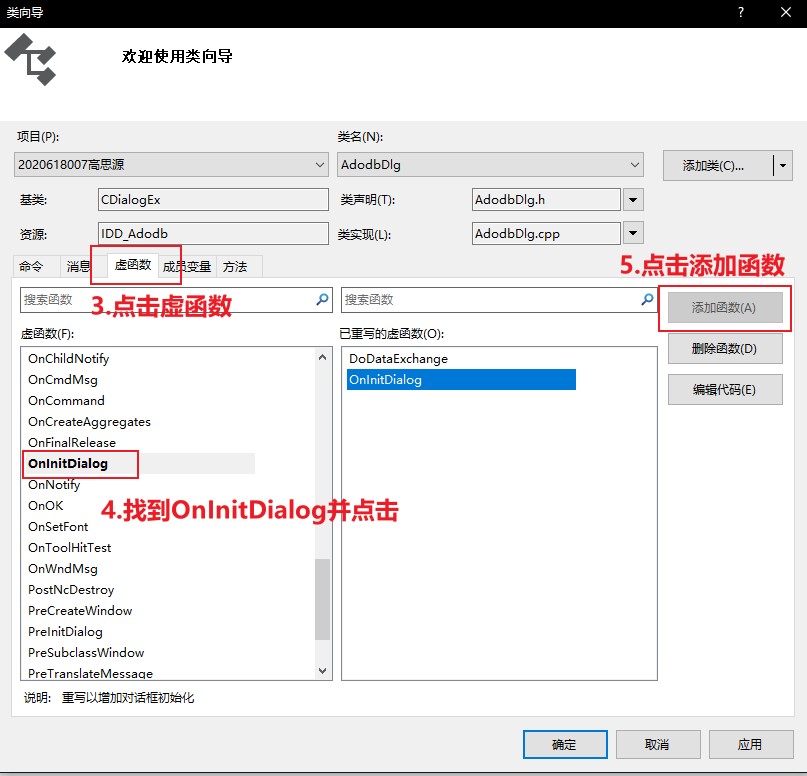 类向导
?
欢迎使用类向导
项目(P):
类名(N):
2020618007高思源
AdodbDlg
添加类(C)...
基类:
CDialogEx
类声明(T):
AdodbDlg.h
资源:
IDD_Adodb
类实现(L):
AdodbDlg.cpp
命令
消息
虚函数
成员变量
方法
5.点击添加函数
搜索函数
3.点击虚函数
搜索函数
添加函数(A)
虚函数(F):
已重写的虚函数(O):
删除函数(D)
编辑代码(E)
OnChildNotify
OnCmdMsg
OnCommand
OnCreateAggregates
OnFinalRelease
OnInitDialog
OnNotify
OnOK
OnSetFont
OnToolHitTest
OnWndMsg
PostNcDestroy
PreCreateWindow
PreInitDialog
PreSubclassWindow
PreTranslateMessage
DoDataExchange
OnInitDialog
4.找到OnInitDialog并点击
说明: 重写以增加对话框初始化
确定
取消
应用